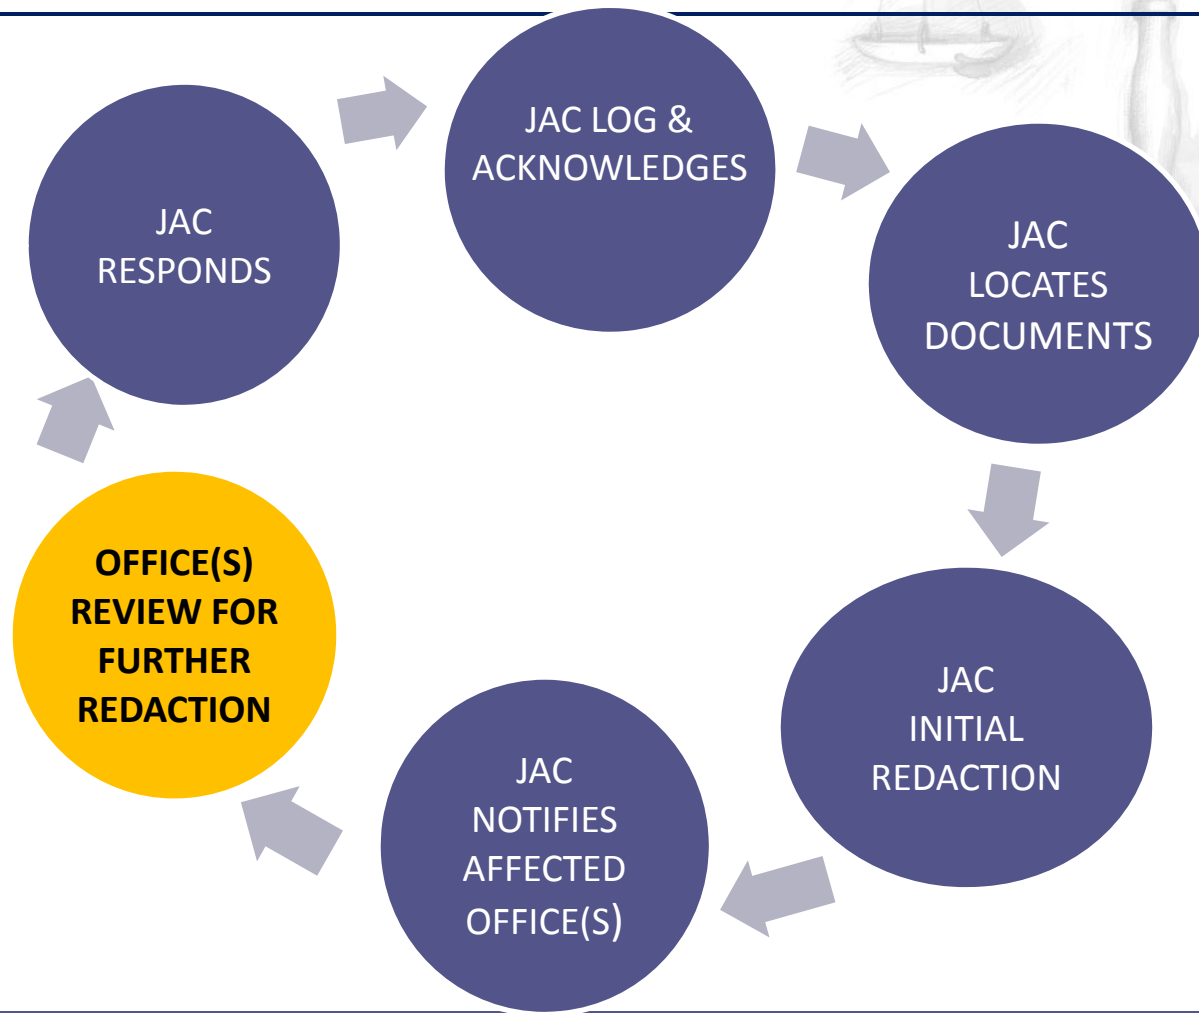 JAC LOG &
ACKNOWLEDGES
JAC
LOCATES
DOCUMENTS
JAC
INITIAL
REDACTION
JAC
NOTIFIES
AFFECTED
OFFICE(S)
OFFICE(S)
REVIEW FOR
FURTHER
REDACTION
JAC
RESPONDS